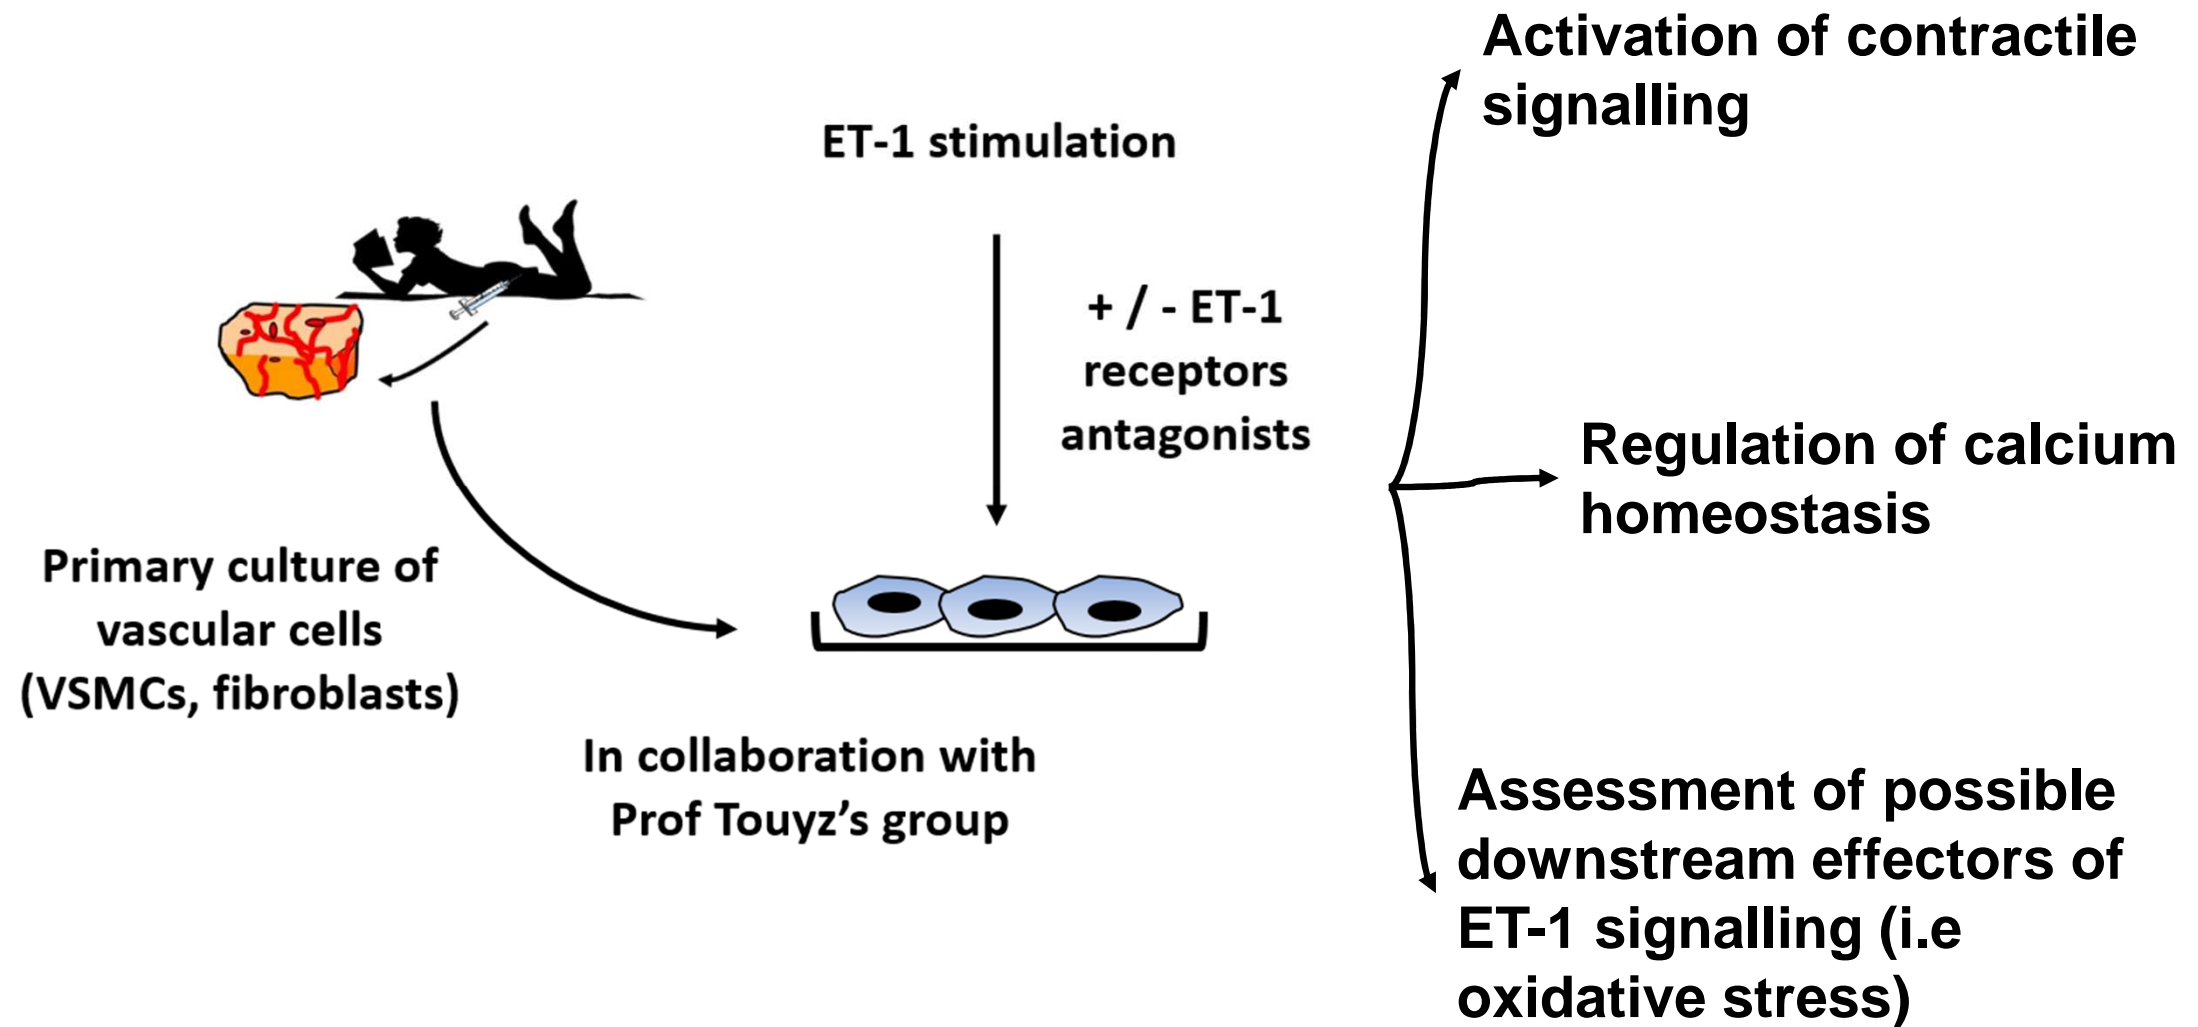 ET-1 stimulation
+ / - ET-1
receptors
antagonists
Primary culture of
vascular cells
(VSMCs, fibroblasts)
In collaboration with
Prof Touyz's group
Activation of contractile
signalling
Regulation of calcium
homeostasis
Assessment of possible
downstream effectors of
ET-1 signalling (i.e
oxidative stress)